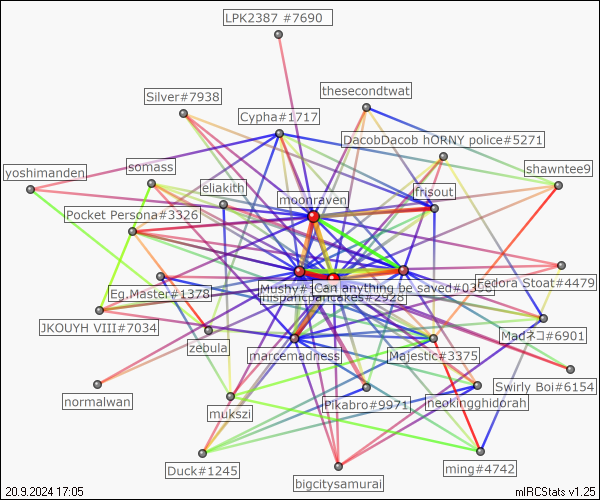 LPK2387 #7690
thesecondtwat
Silver#7938
Cypha#1717
DacobDacob hORNY police#5271
shawntee9
yoshimanden
somass
eliakith
frisout
moonraven
Pocket Persona#3326
Fedora Stoat#4479
Can anything be saved#03
Eg.Master#1378
hispanicpancakes#2928
JKOUYH VIII#7034
Madネコ#6901
zebula
marcemadness
Majestic#3375
Swirly Boi#6154
normalwan
mukszi
Pikabro#9971
neokingghidorah
Duck#1245
ming#4742
bigcitysamurai
20.9.2024 17:05
mIRCStats v1.25